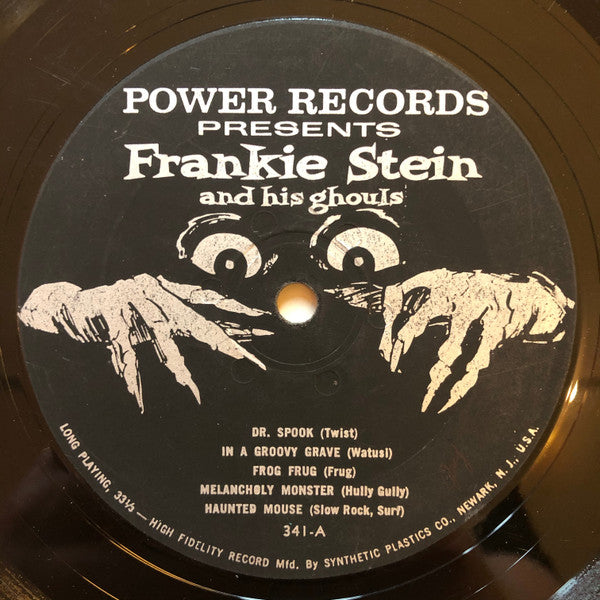 POWER RECORDS
PRESENTS
Frankie Stein
and his ghouls
DR. SPOOK (Twist)
IN A GROOVY GRAVE (Watusi)
FROG FRUG (Frug)
MELANCHOLY MONSTER (Hully Gully)
HAUNTED MOUSE (Slow Rock, Surf)
341-A
LONG PLAYING, 33⅓ — HIGH FIDELITY RECORD Mfd. By SYNTHETIC PLASTICS CO., NEWARK, N. J., U.S.A.